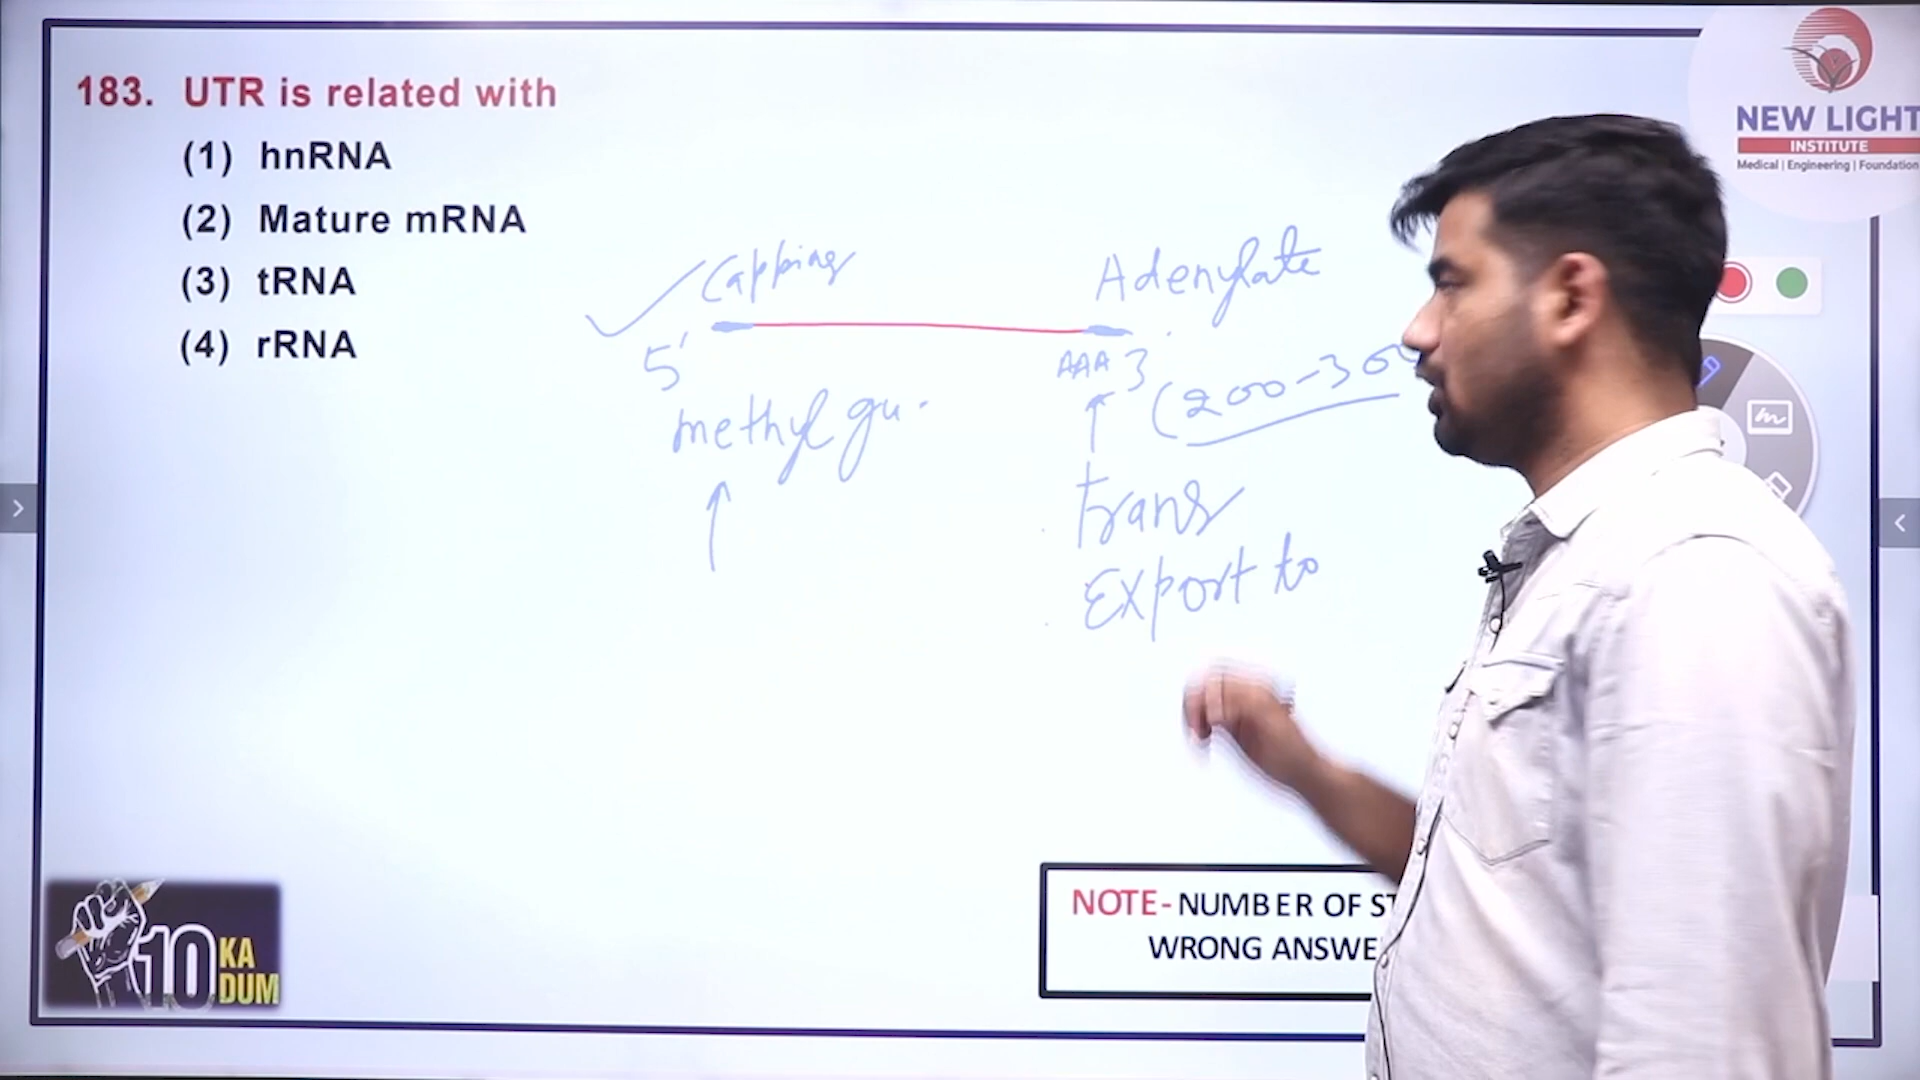 183. UTR is related with
(1) hnRNA
(2) Mature mRNA
(3) tRNA
(4) rRNA
Capping
Adenylate
5'
AAA 3'
(200-300
methyl gu.
trans
Export to
NOTE- NUMBER OF ST
WRONG ANSWE
10 KA DUM
NEW LIGHT
INSTITUTE
Medical | Engineering | Foundation